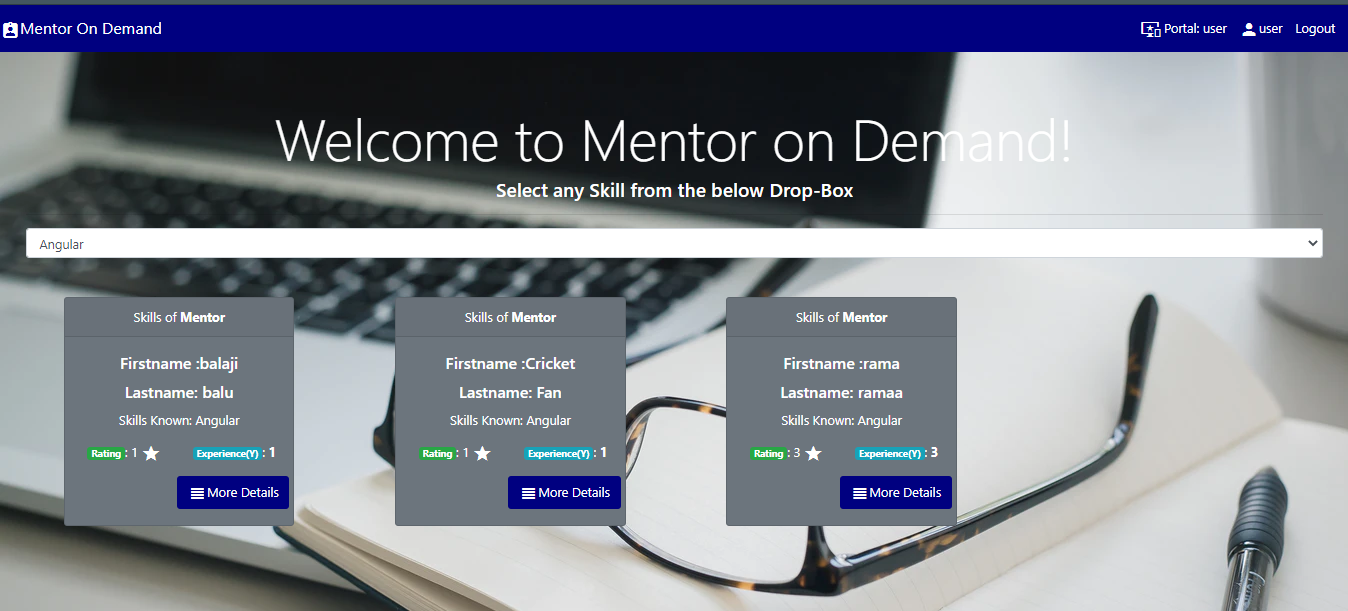 Mentor On Demand
Portal: user
user
Logout
Welcome to Mentor on Demand!
Select any Skill from the below Drop-Box
Angular
Skills of Mentor
Firstname :balaji
Lastname: balu
Skills Known: Angular
Rating : 1
Experience(Y) : 1
More Details
Skills of Mentor
Firstname :Cricket
Lastname: Fan
Skills Known: Angular
Rating : 1
Experience(Y) : 1
More Details
Skills of Mentor
Firstname :rama
Lastname: ramaa
Skills Known: Angular
Rating : 3
Experience(Y) : 3
More Details